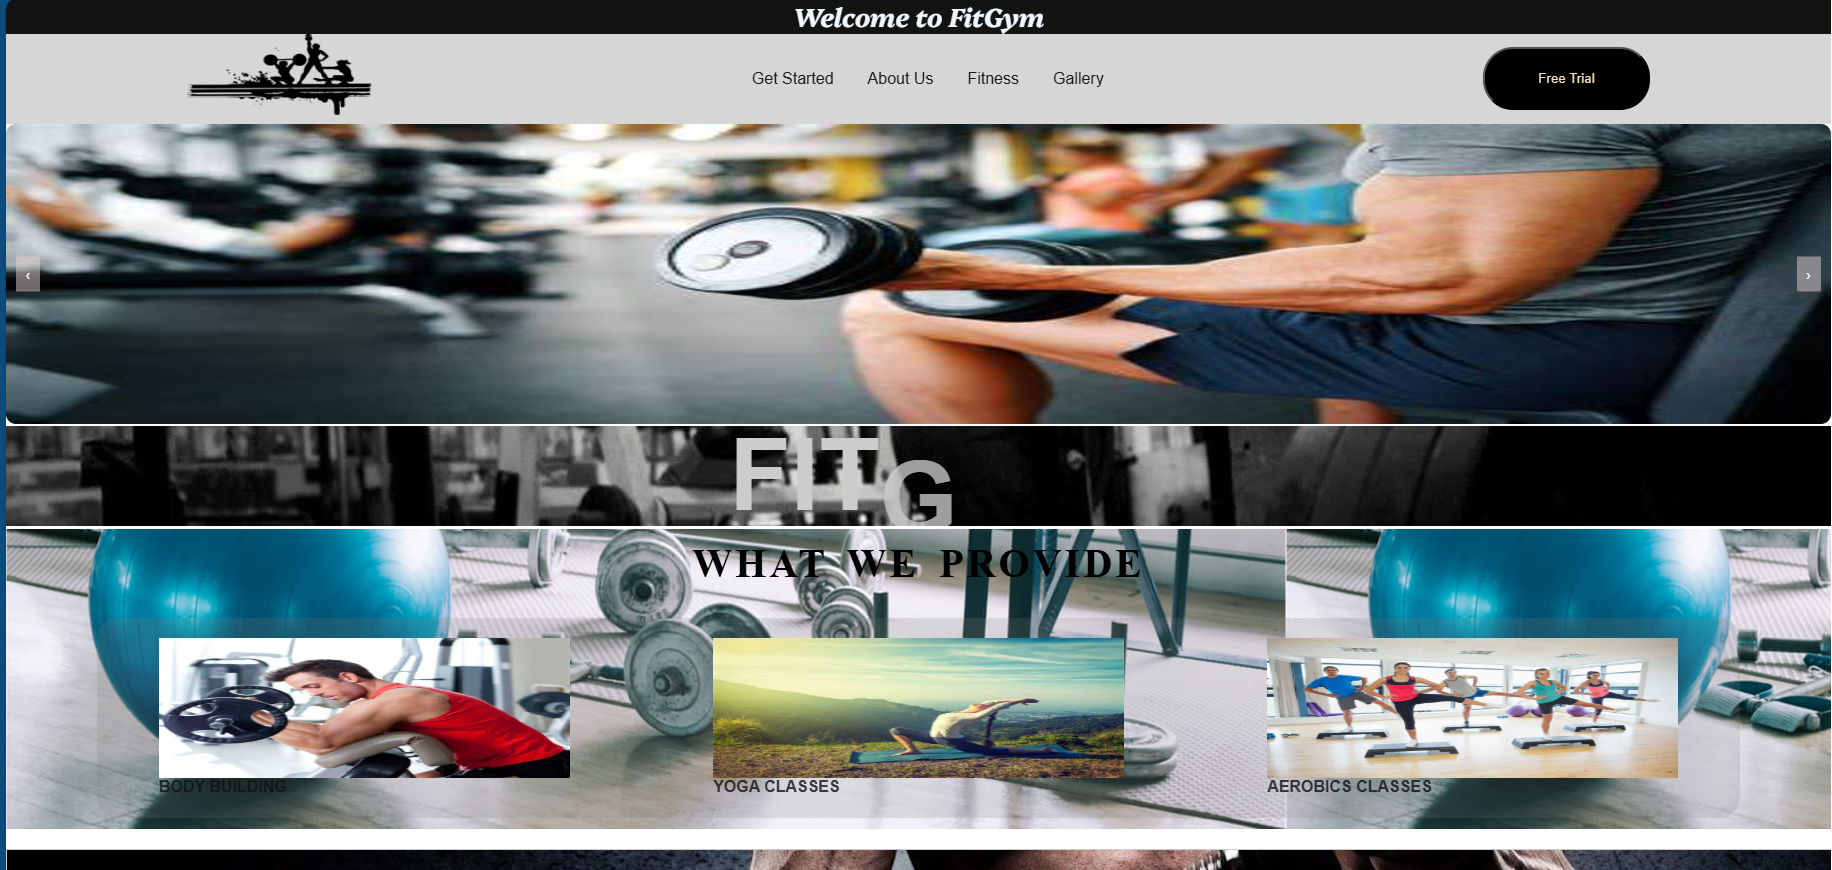 Welcome to FitGym
Get Started About Us Fitness Gallery
Free Trial
‹ ›
FITG
WHAT WE PROVIDE
BODY BUILDING YOGA CLASSES AEROBICS CLASSES